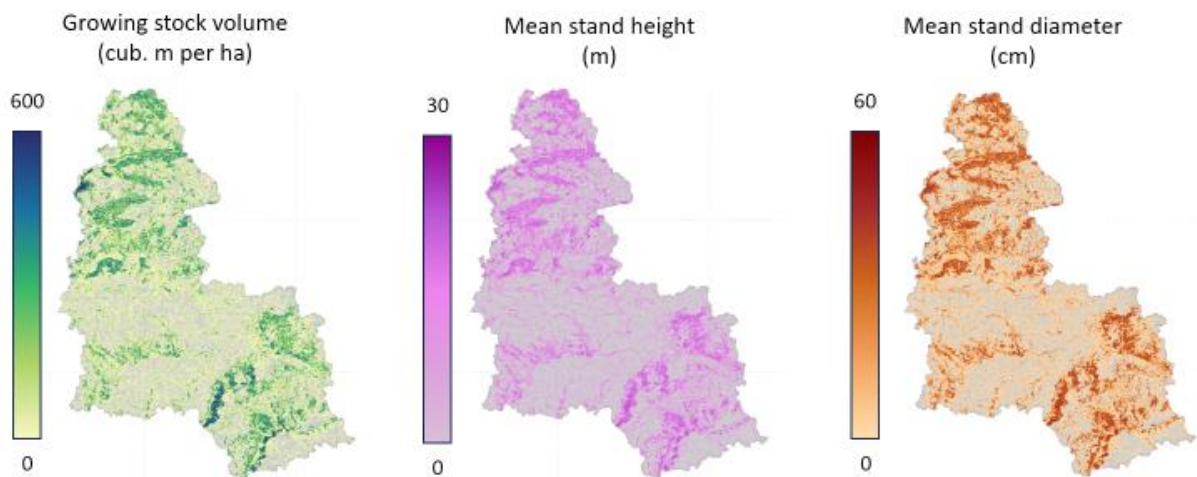 Growing stock volume
(cub. m per ha)
600
0
Mean stand height
(m)
30
0
Mean stand diameter
(cm)
60
0